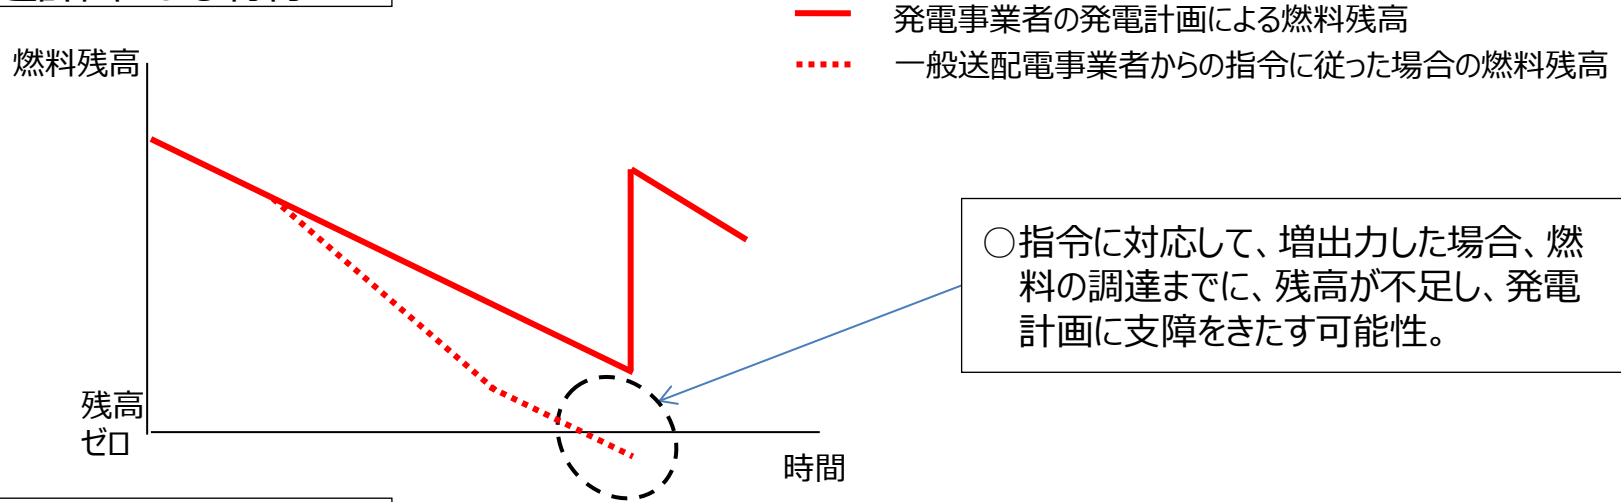 発電事業者の発電計画による燃料残高
一般送配電事業者からの指令に従った場合の燃料残高
燃料残高
○指令に対応して、増出力した場合、燃
料の調達までに、残高が不足し、発電
計画に支障をきたす可能性。
残高
ゼロ
時間